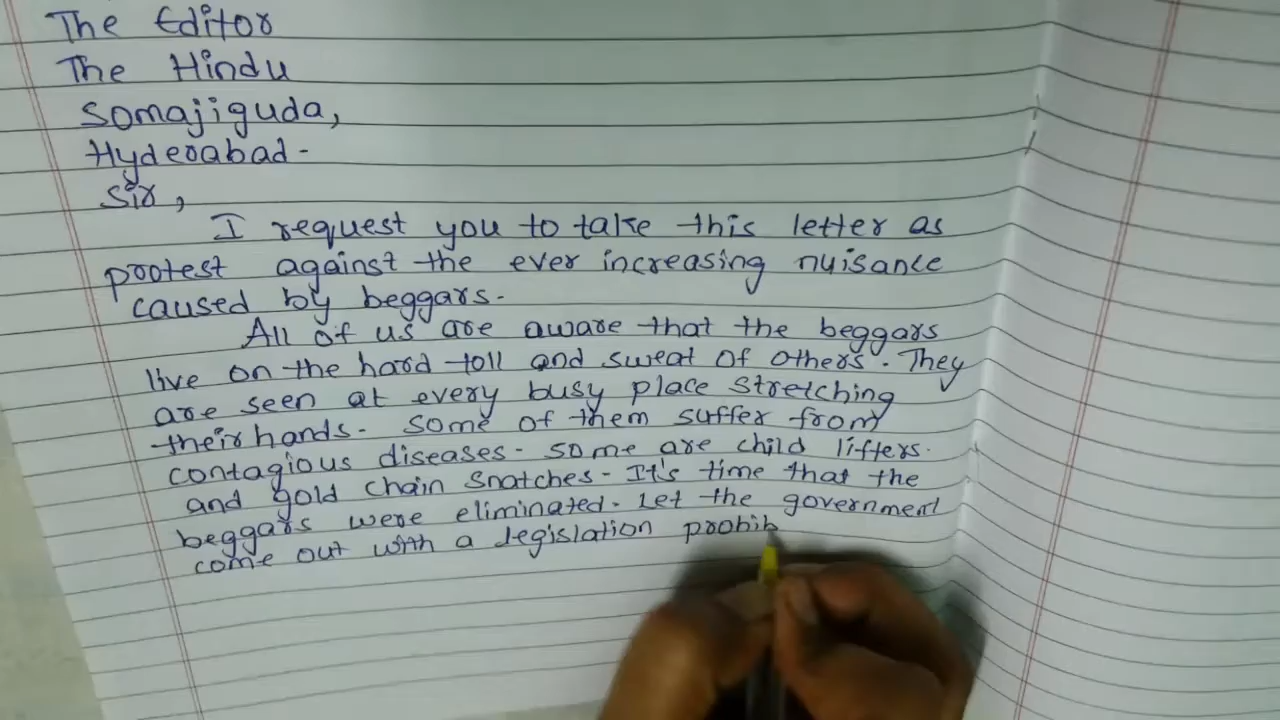 The Editor
The Hindu
Somajiguda,
Hyderabad-
Sir,
I request you to take this letter as
protest against the ever increasing nuisance
caused by beggars.
All of us are aware that the beggars
live on the hard toll and sweat of others. They
are seen at every busy place stretching
their hands. Some of them suffer from
contagious diseases. some are child lifters.
and gold chain snatches. It's time that the
beggars were eliminated. Let the government
come out with a legislation prohib